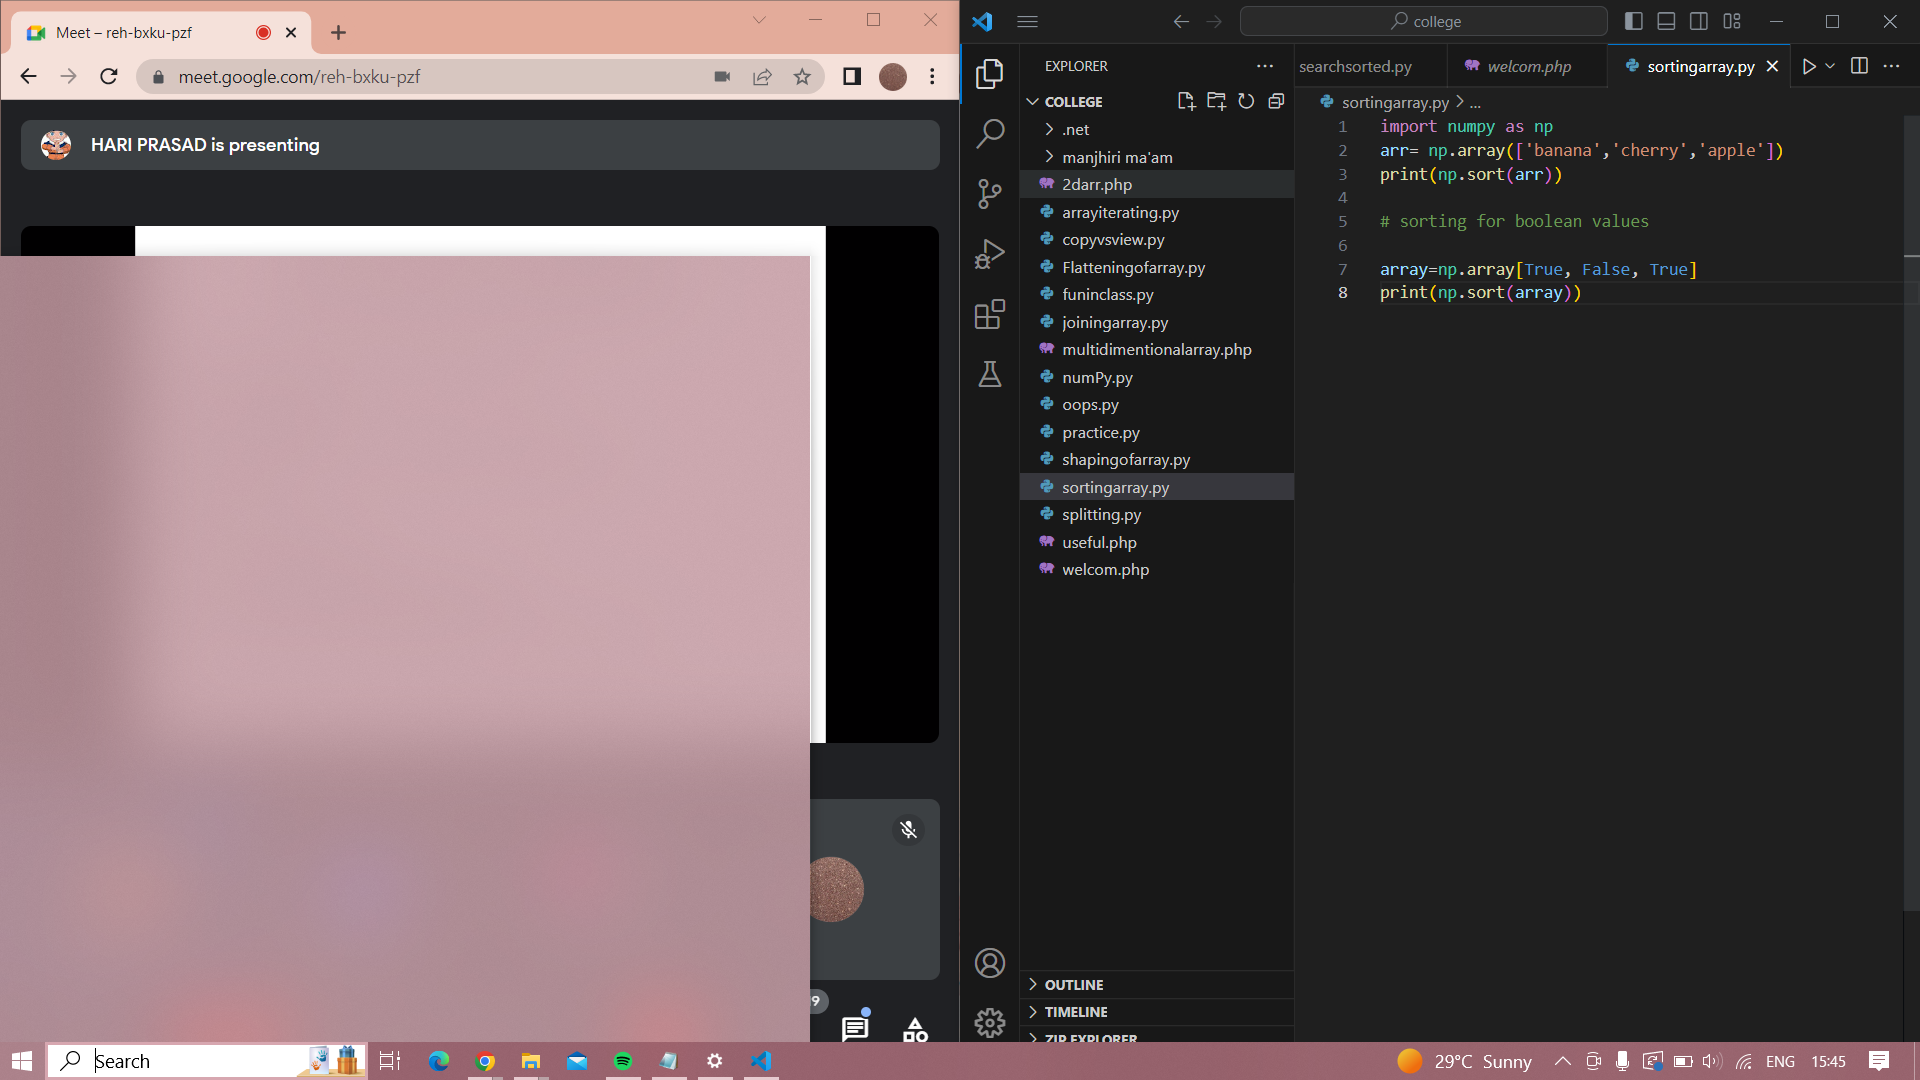 Meet – reh-bxku-pzf
meet.google.com/reh-bxku-pzf
HARI PRASAD is presenting
9
college
EXPLORER
COLLEGE
.net
manjhiri ma'am
2darr.php
arrayiterating.py
copyvsview.py
Flatteningofarray.py
funinclass.py
joiningarray.py
multidimentionalarray.php
numPy.py
oops.py
practice.py
shapingofarray.py
sortingarray.py
splitting.py
useful.php
welcom.php
OUTLINE
TIMELINE
ZIP EXPLORER
searchsorted.py
welcom.php
sortingarray.py
sortingarray.py > ...
1 import numpy as np
2 arr= np.array(['banana','cherry','apple'])
3 print(np.sort(arr))
4
5 # sorting for boolean values
6
7 array=np.array[True, False, True]
8 print(np.sort(array))
Search
29°C Sunny
ENG
15:45